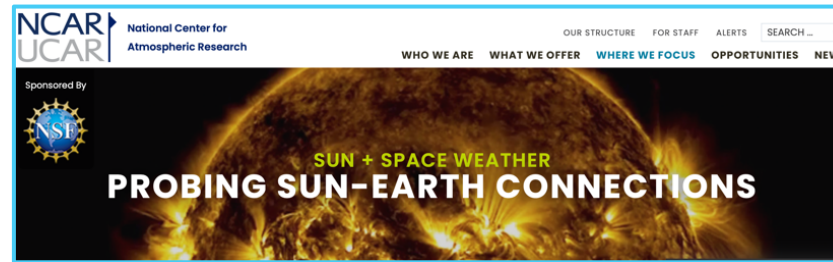 NCAR
UCAR
National Center for
Atmospheric Research
OUR STRUCTURE FOR STAFF ALERTS SEARCH ...
WHO WE ARE WHAT WE OFFER WHERE WE FOCUS OPPORTUNITIES NEW
Sponsored By
NSF
SUN + SPACE WEATHER
PROBING SUN-EARTH CONNECTIONS